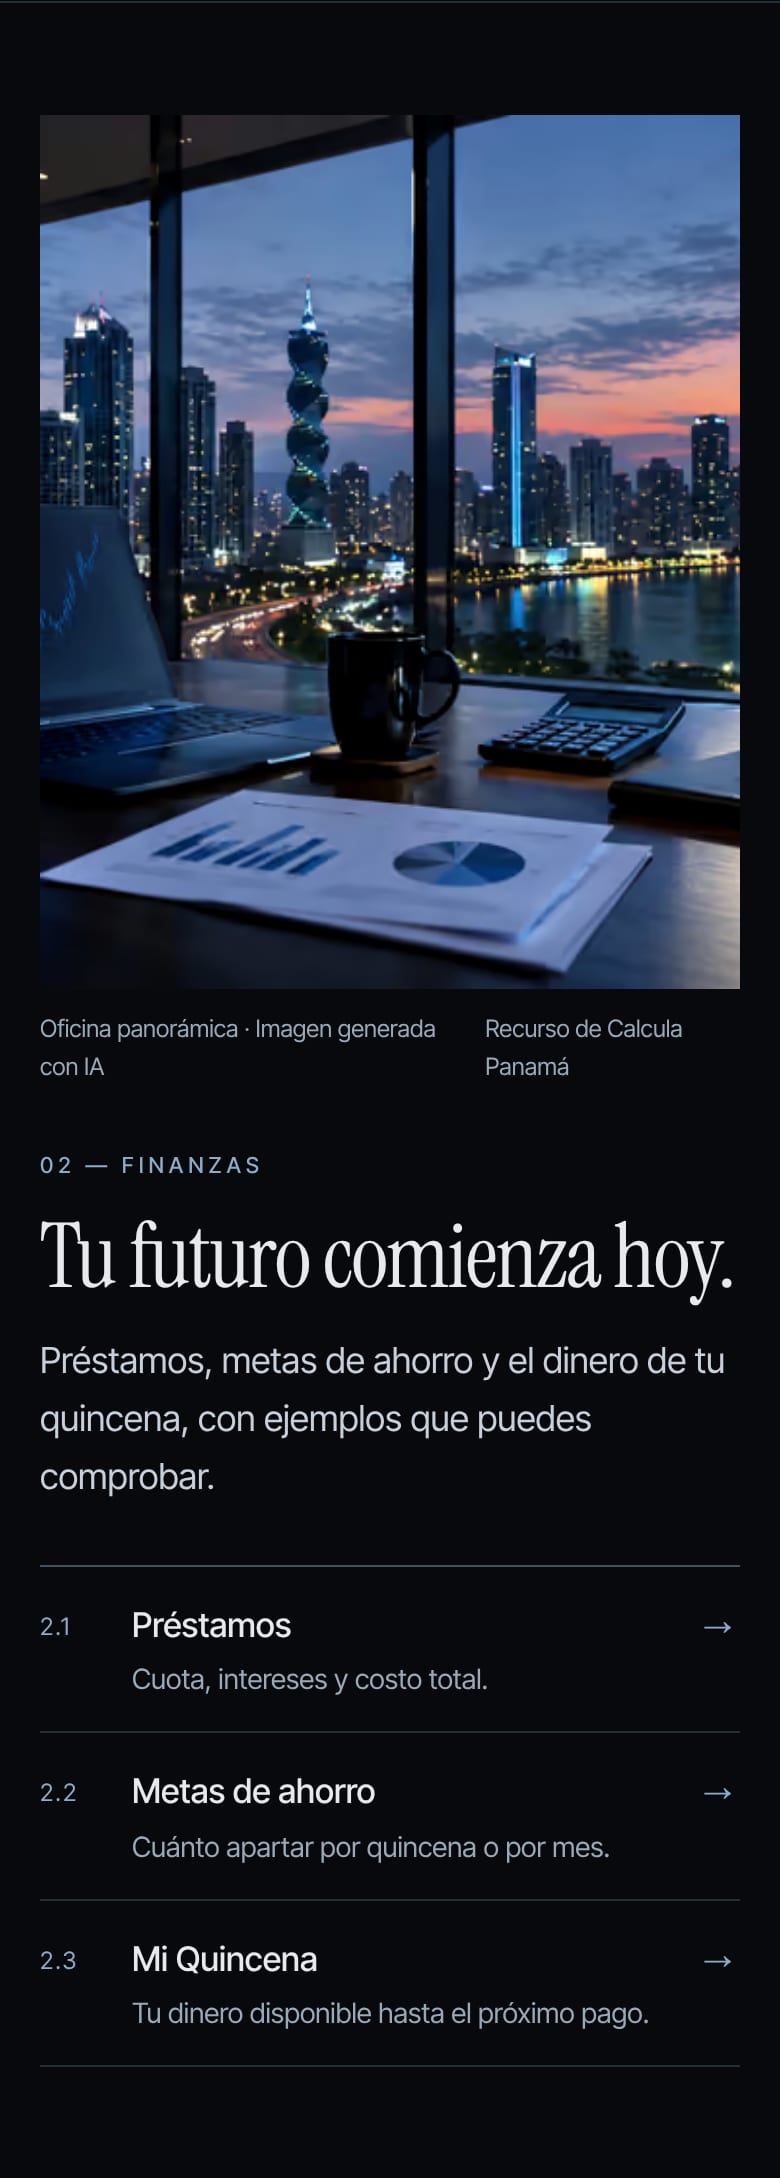 Oficina panorámica · Imagen generada
con IA
Recurso de Calcula
Panamá
02 — FINANZAS
Tu futuro comienza hoy.
Préstamos, metas de ahorro y el dinero de tu
quincena, con ejemplos que puedes
comprobar.
2.1 Préstamos →
Cuota, intereses y costo total.
2.2 Metas de ahorro →
Cuánto apartar por quincena o por mes.
2.3 Mi Quincena →
Tu dinero disponible hasta el próximo pago.